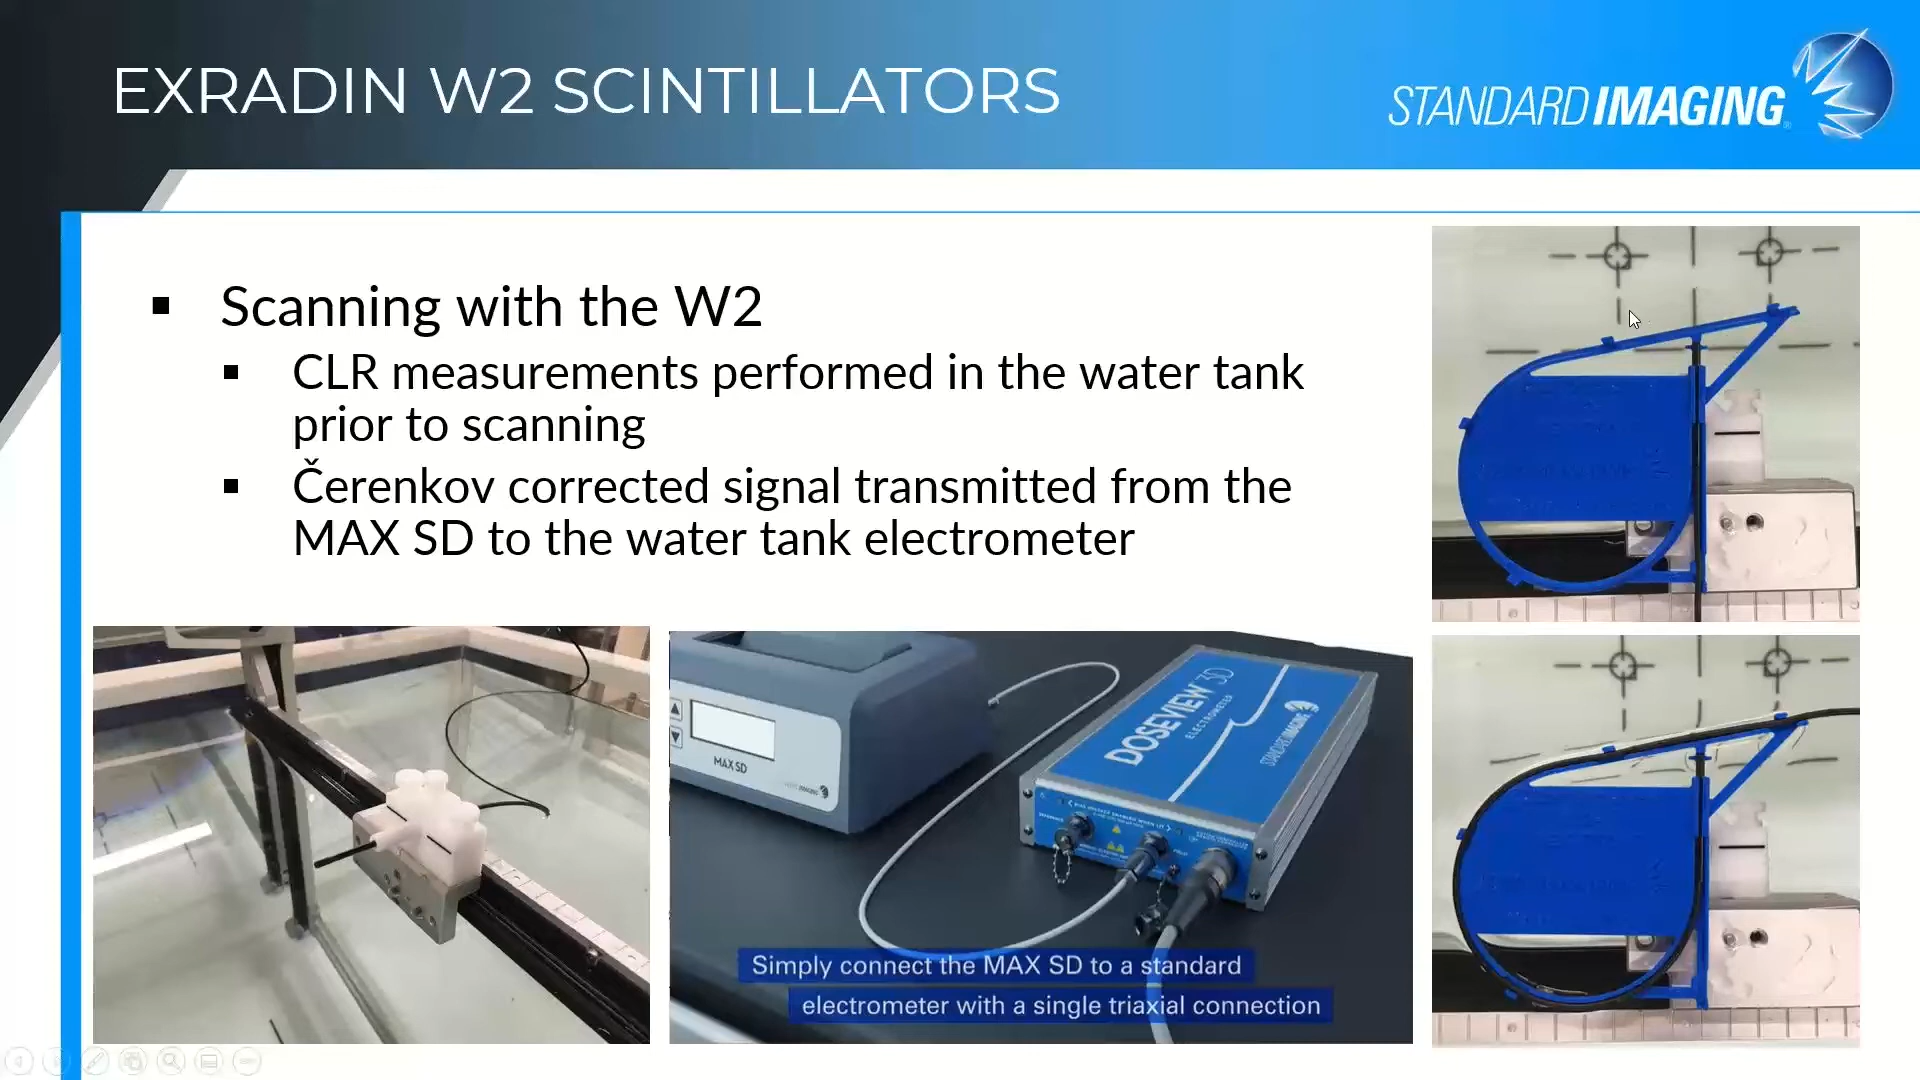 EXRADIN W2 SCINTILLATORS
STANDARD IMAGING
Scanning with the W2
CLR measurements performed in the water tank
prior to scanning
Čerenkov corrected signal transmitted from the
MAX SD to the water tank electrometer
MAX SD
DOSEVIEW 3D
ELECTROMETER
STANDARD IMAGING
Simply connect the MAX SD to a standard
electrometer with a single triaxial connection